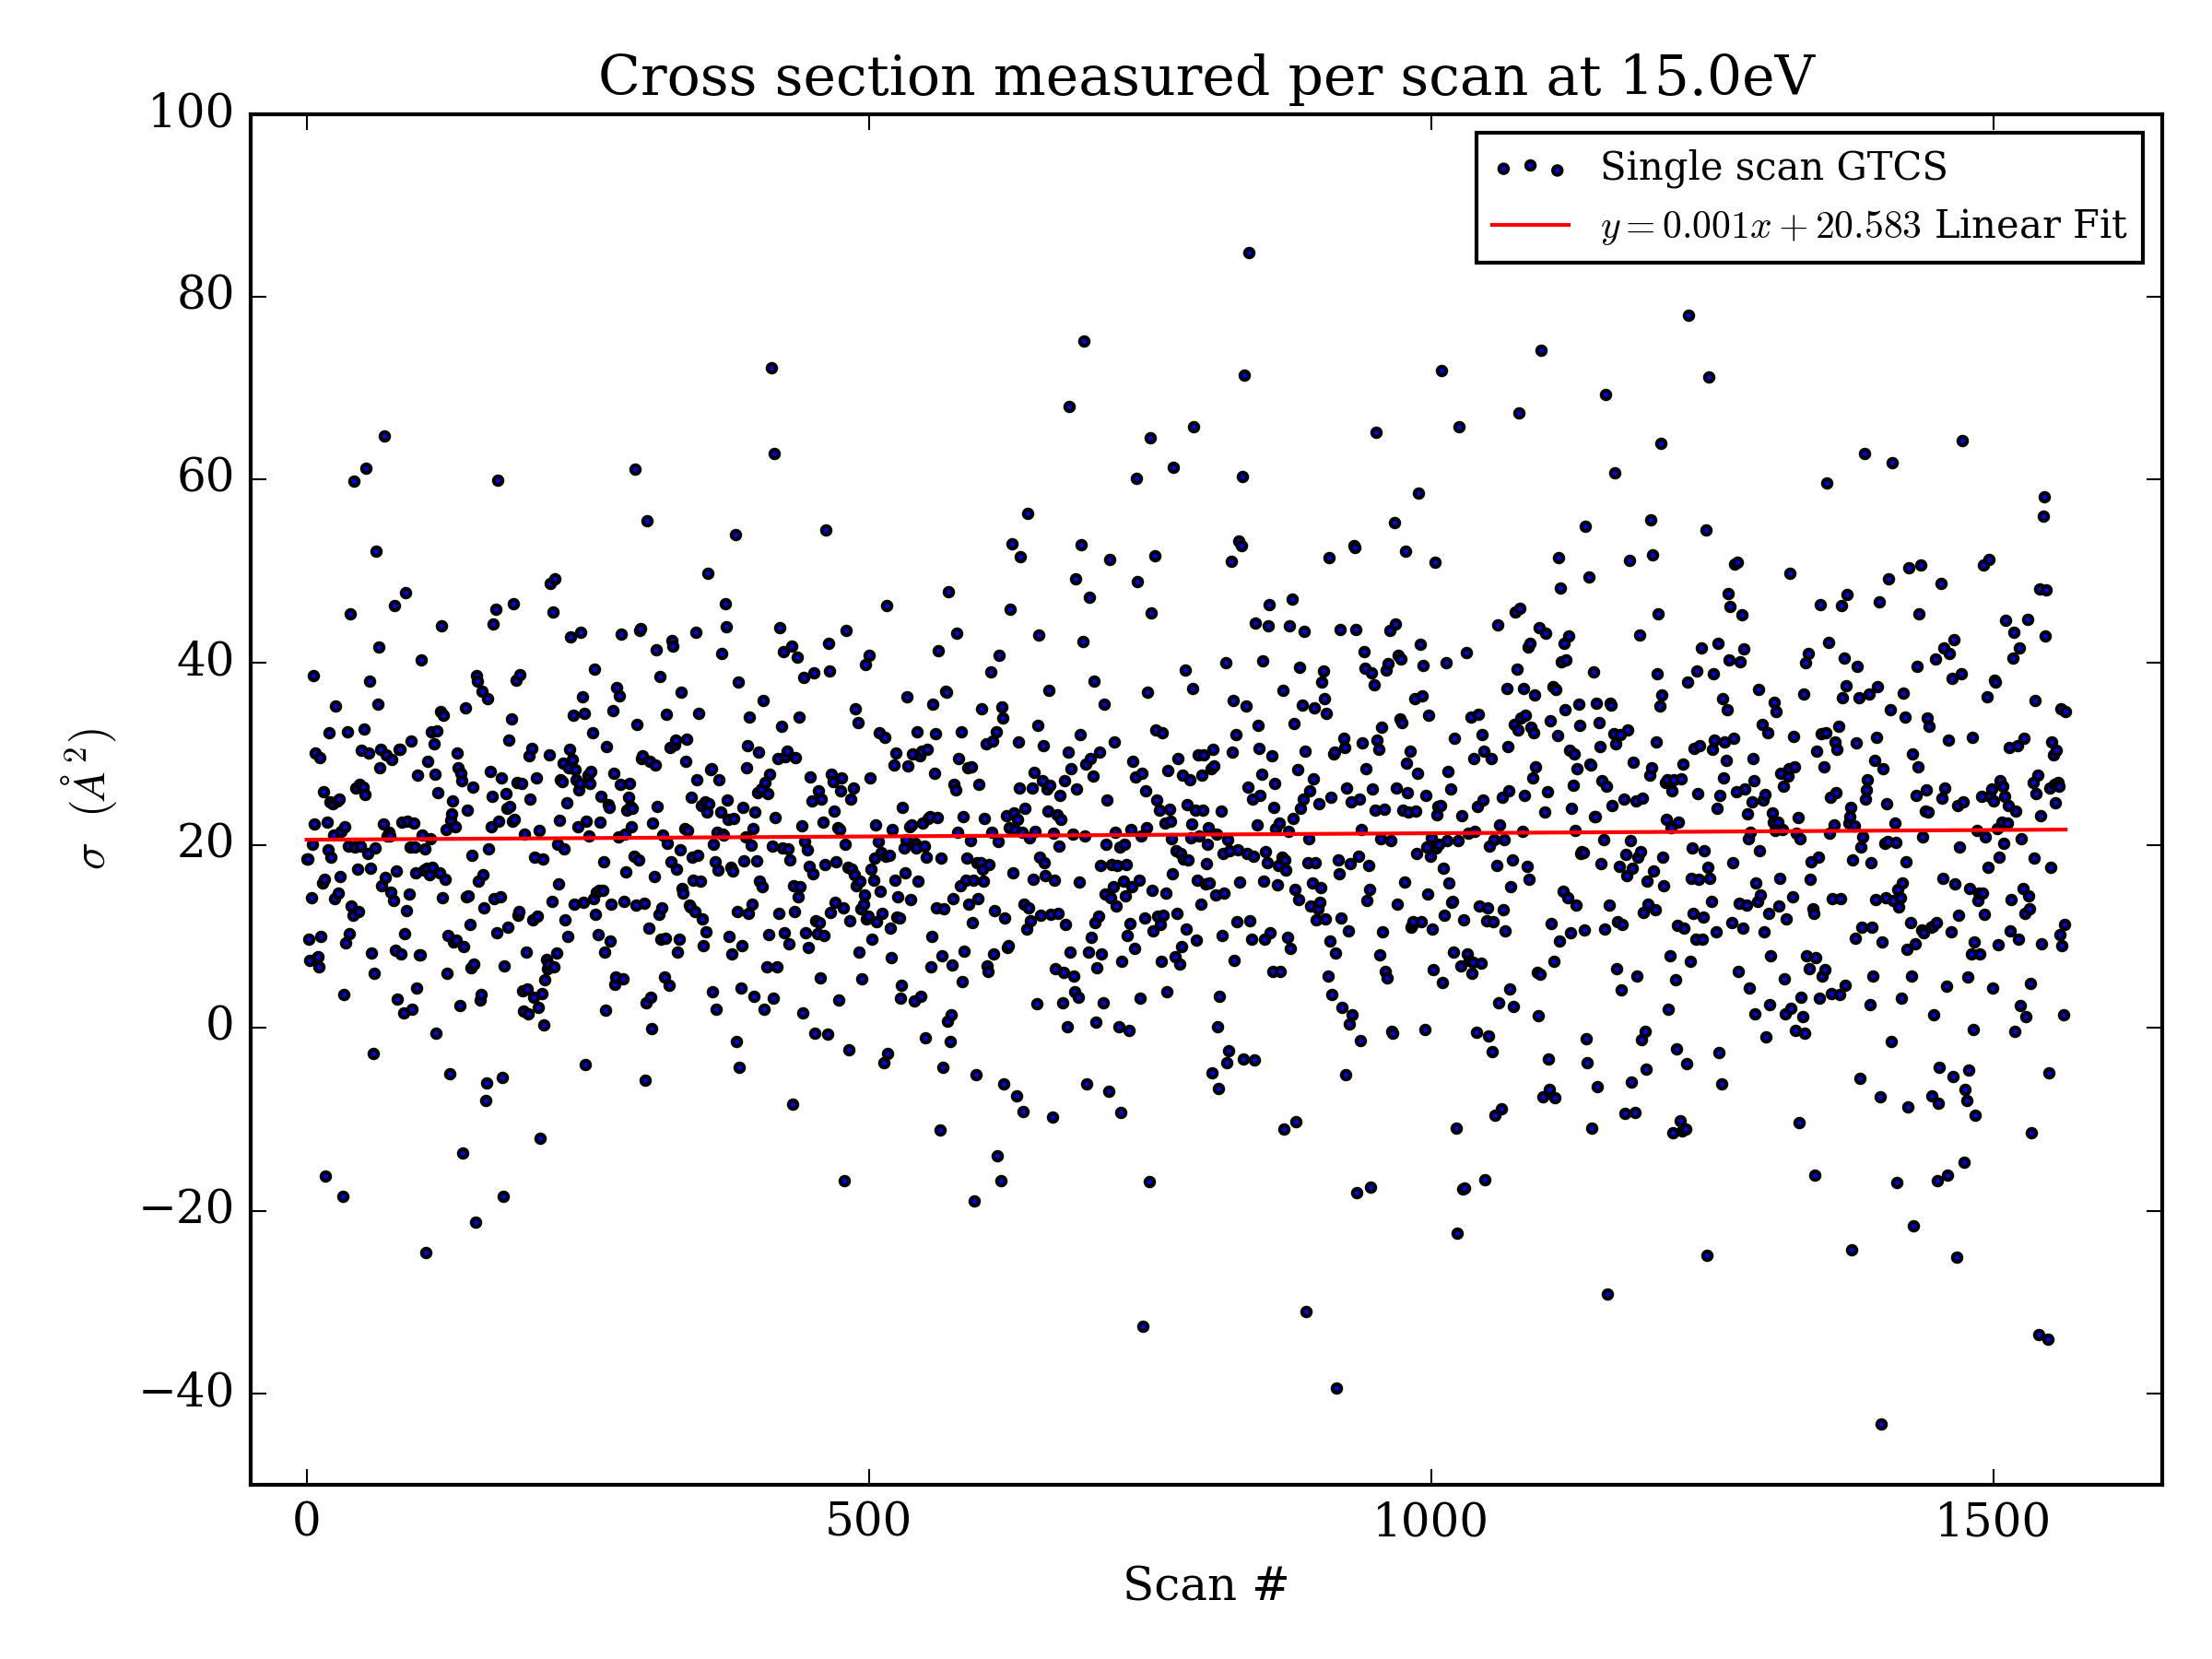 Cross section measured per scan at 15.0eV
100
80
60
40
20
0
−20
−40
σ (Å²)
Single scan GTCS
y = 0.001x + 20.583 Linear Fit
0 500 1000 1500
Scan #